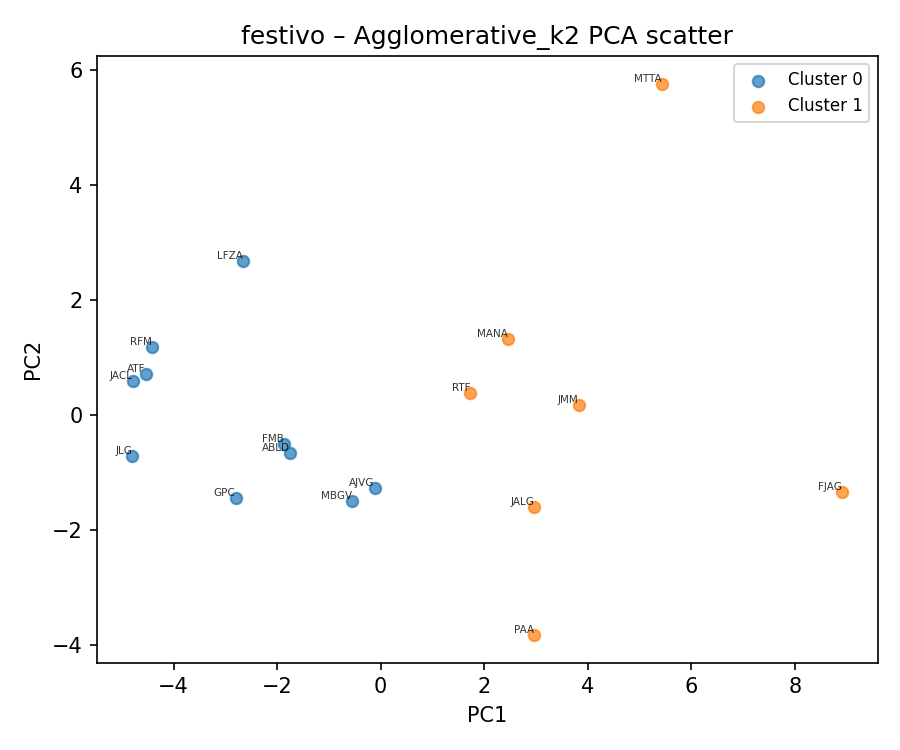 festivo – Agglomerative_k2 PCA scatter
Cluster 0
Cluster 1
MTTA
LFZA
MANA
RFM
ATF
JACL
RTF
JMM
FMB
ABLD
JLG
AJVG
MBGV
GPC
JALG
FJAG
PAA
6
4
2
0
−2
−4
PC2
−4
−2
0
2
4
6
8
PC1